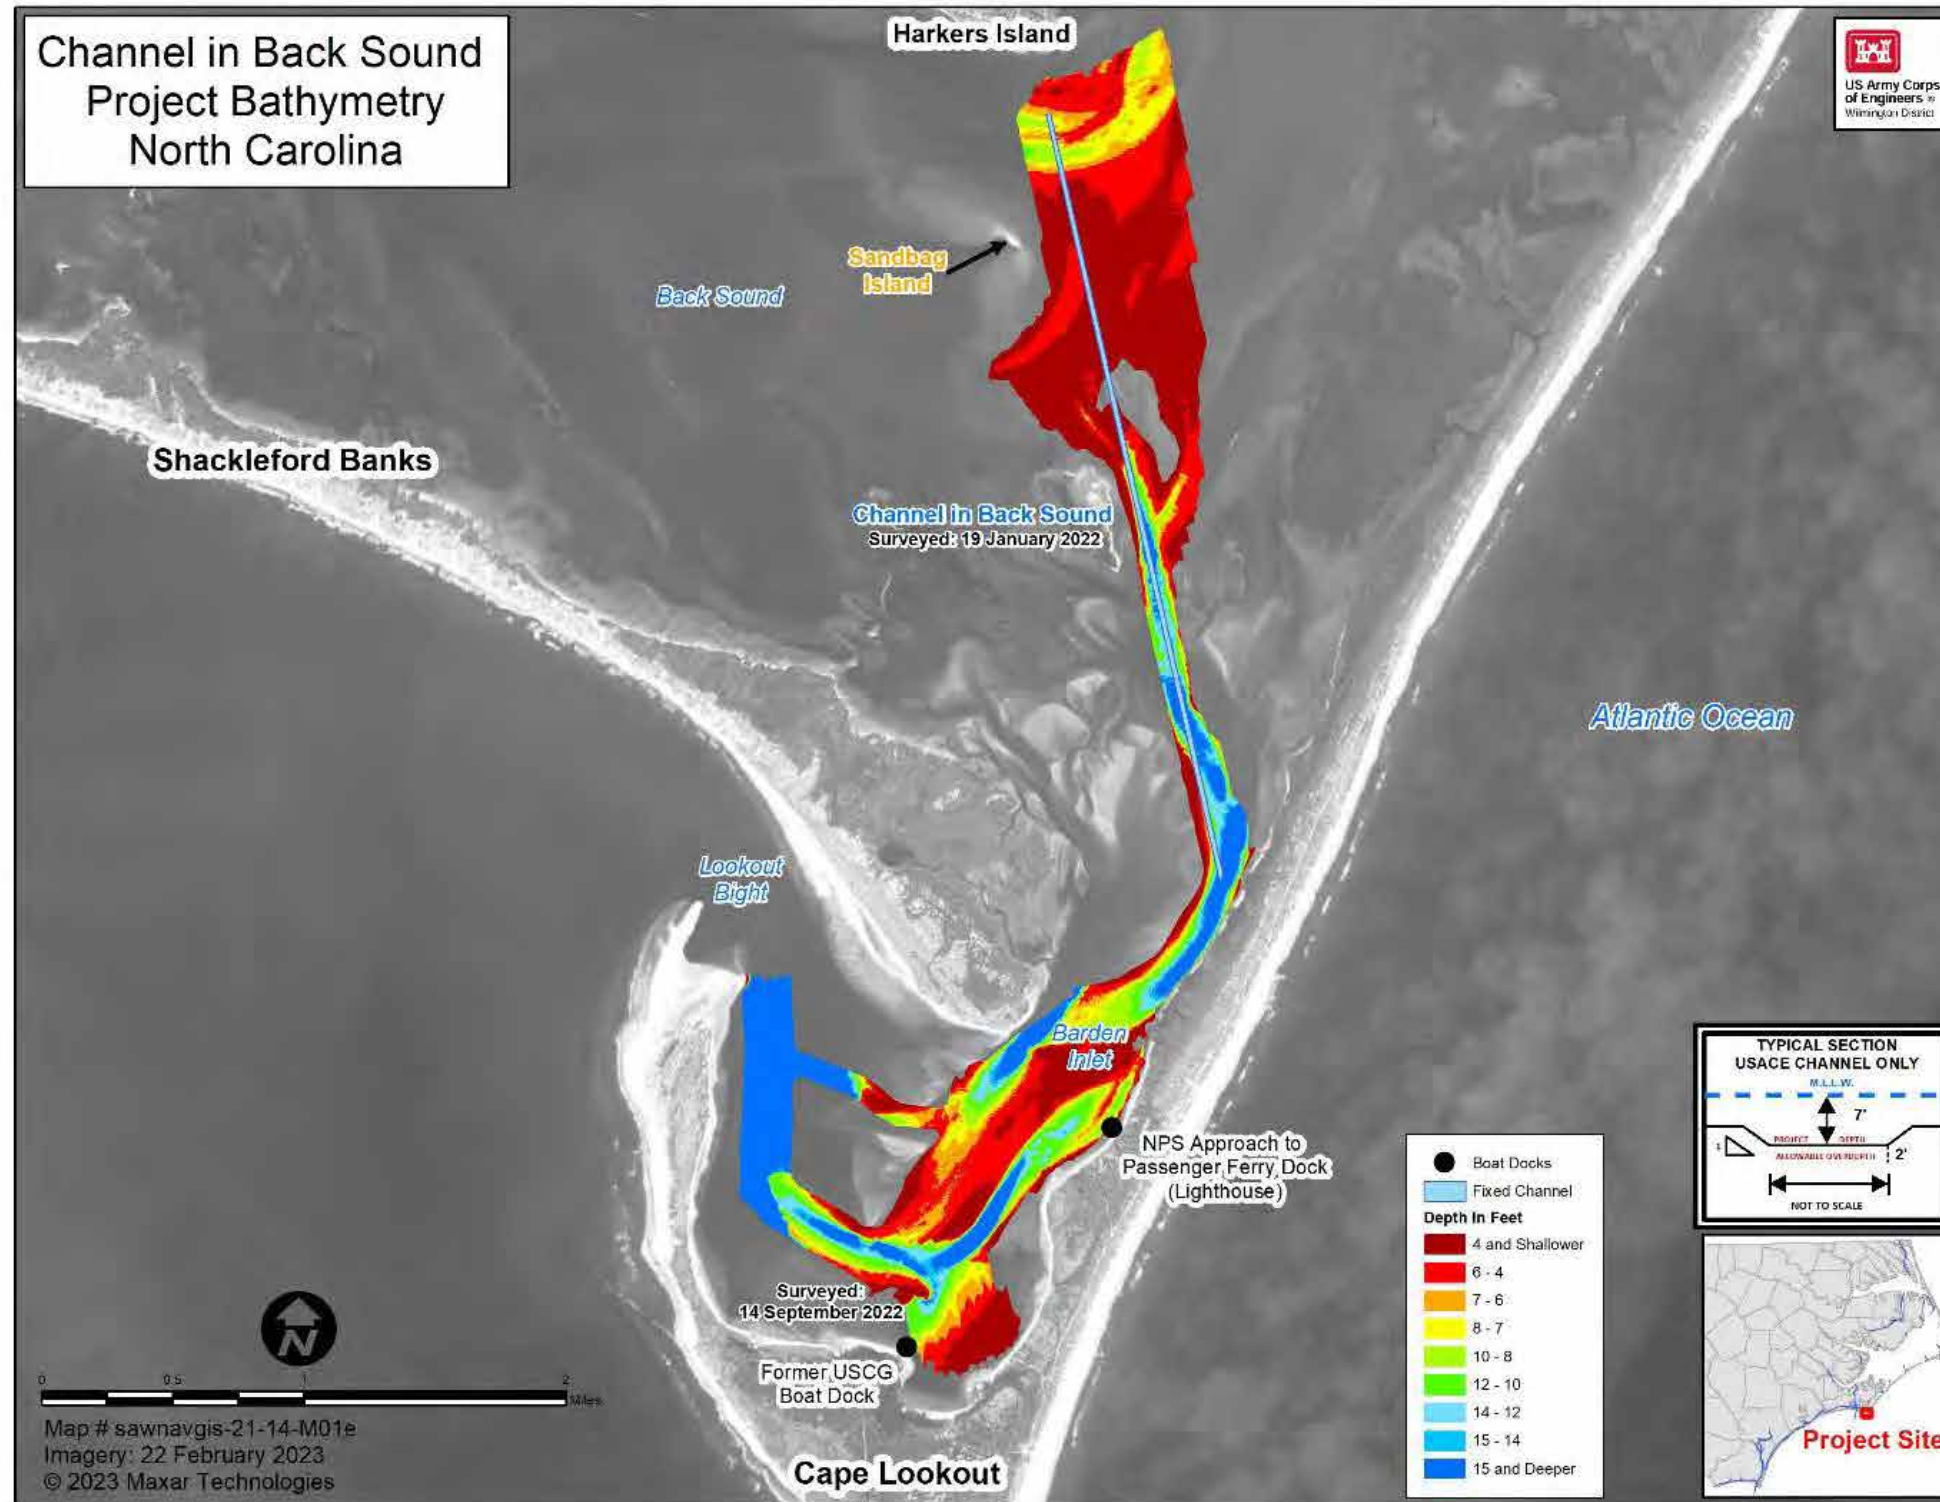 Channel in Back Sound
Project Bathymetry
North Carolina
Harkers Island
US Army Corps
of Engineers ®
Wilmington District
Sandbag
Island
Back Sound
Shackleford Banks
Channel in Back Sound
Surveyed: 19 January 2022
Atlantic Ocean
Lookout
Bight
Barden
Inlet
NPS Approach to
Passenger Ferry Dock
(Lighthouse)
Surveyed:
14 September 2022
Former USCG
Boat Dock
Cape Lookout
N
0 0.5 1 2
Miles
Map # sawnavgis-21-14-M01e
Imagery: 22 February 2023
© 2023 Maxar Technologies
Boat Docks
Fixed Channel
Depth In Feet
4 and Shallower
6 - 4
7 - 6
8 - 7
10 - 8
12 - 10
14 - 12
15 - 14
15 and Deeper
TYPICAL SECTION
USACE CHANNEL ONLY
M.L.L.W.
7'
PROJECT DEPTH
ALLOWABLE OVERDEPTH
2'
NOT TO SCALE
Project Site